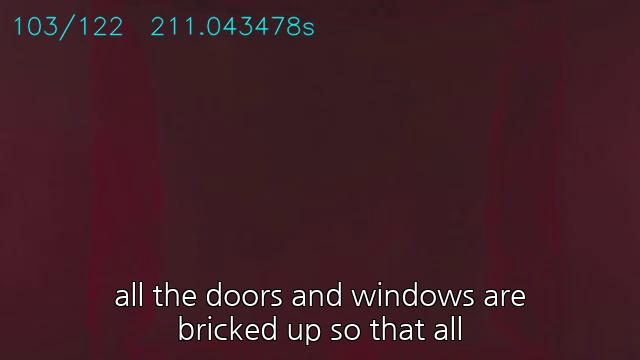 103/122 211.043478s
all the doors and windows are
bricked up so that all